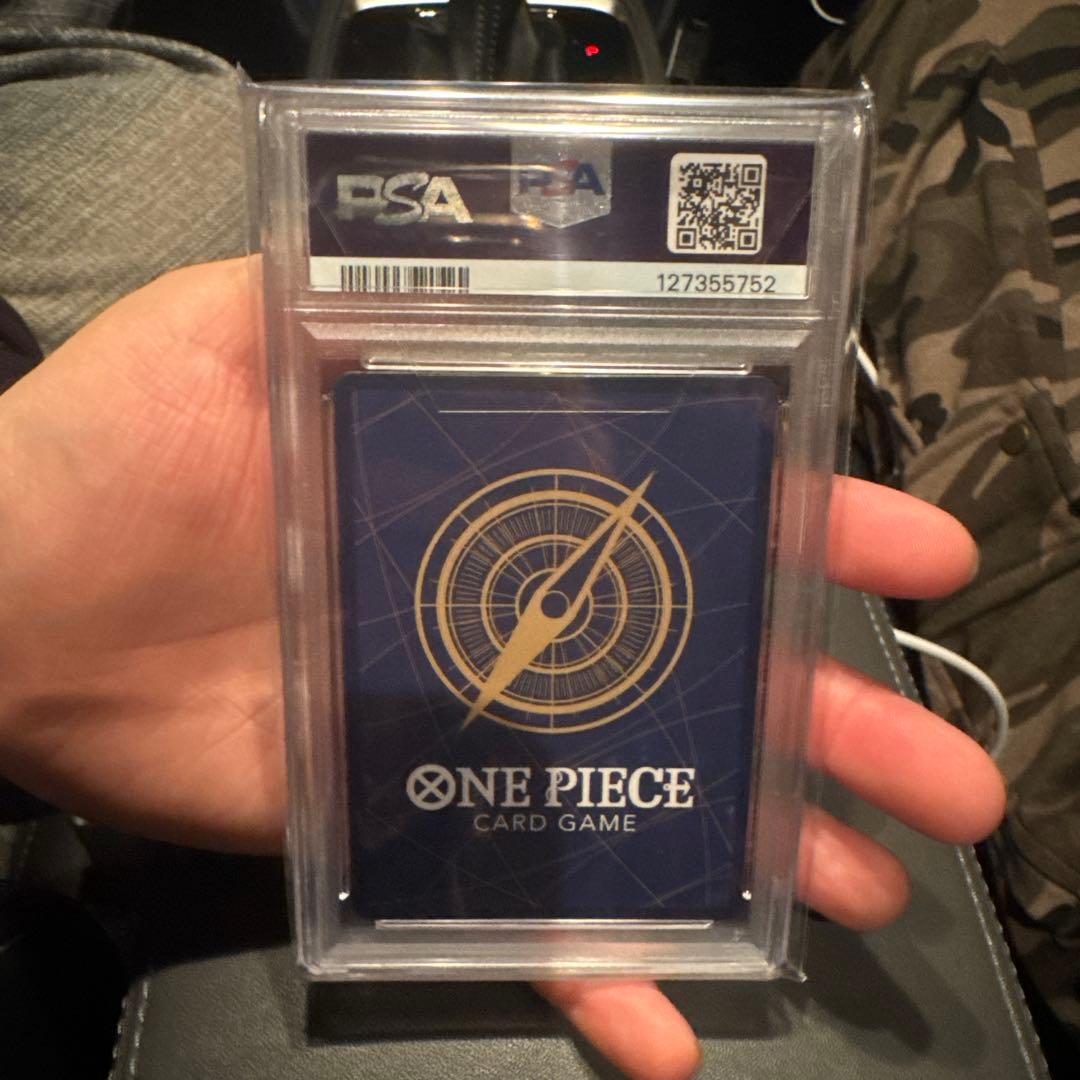 PSA
PSA
127355752
ONE PIECE
CARD GAME